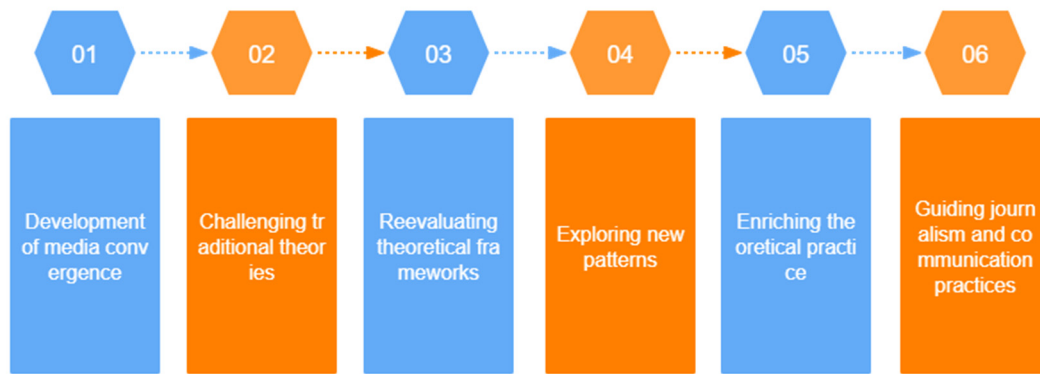 01
02
03
04
05
06
Development
of media conv
ergence
Challenging tr
aditional theor
ies
Reevaluating
theoretical fra
meworks
Exploring new
patterns
Enriching the
oretical practi
ce
Guiding journ
alism and co
mmunication
practices